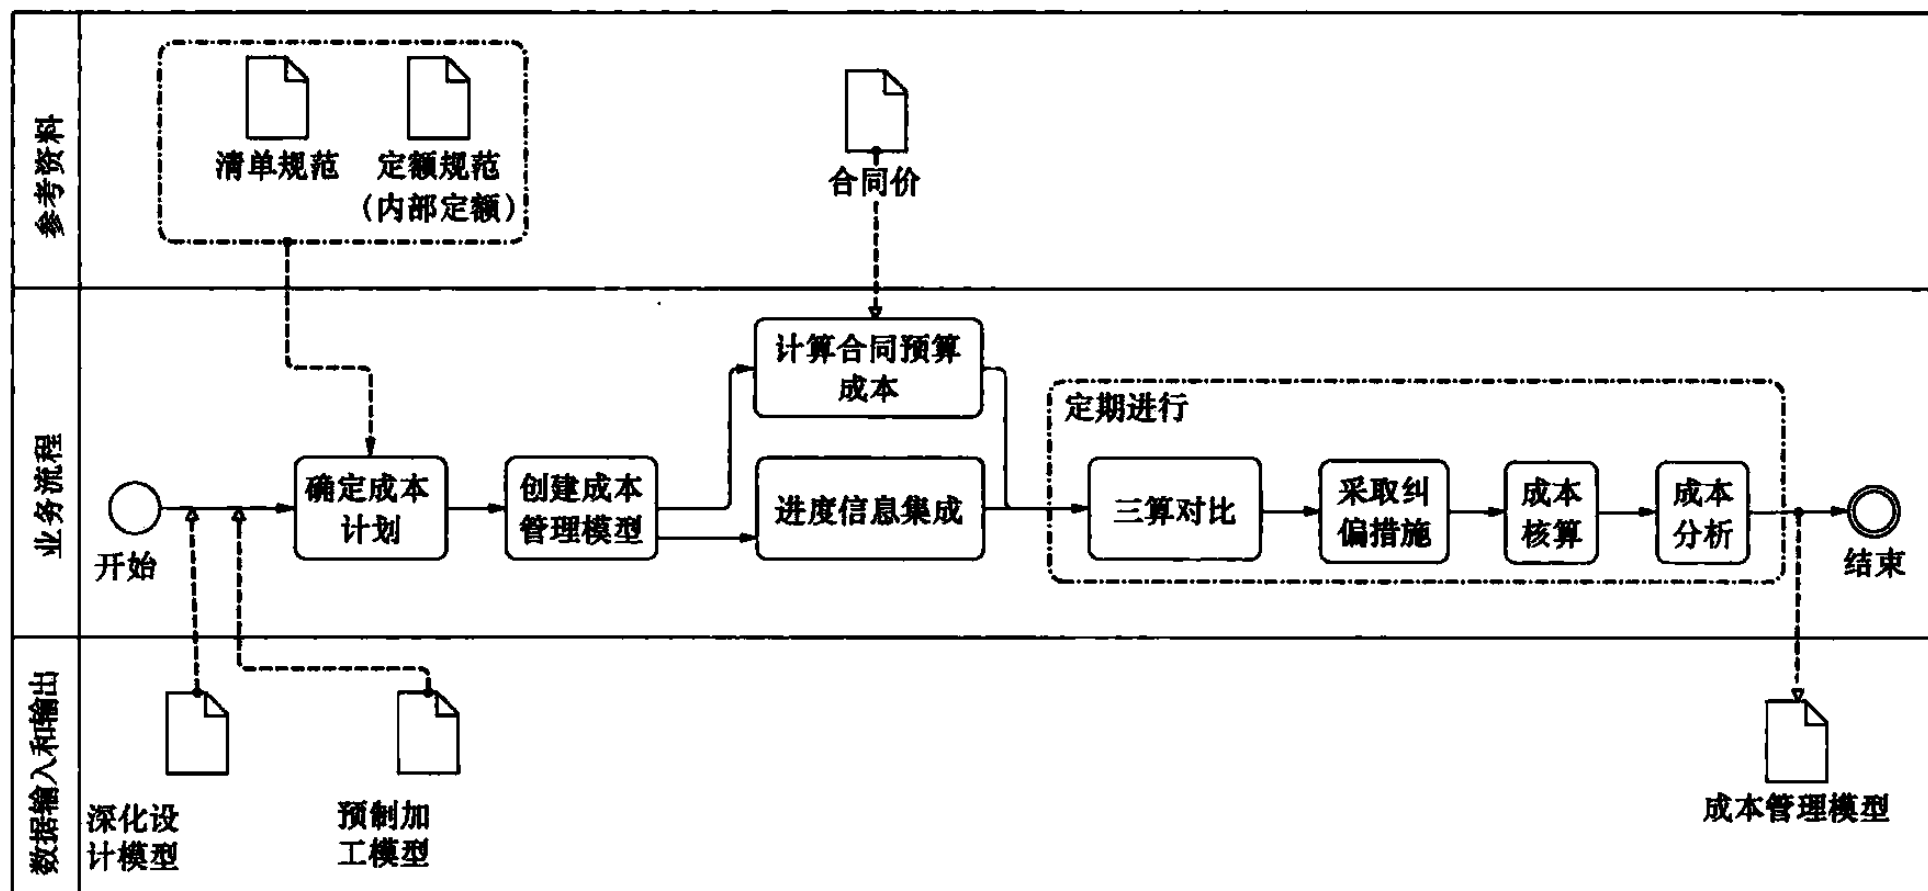 参考资料
清单规范
定额规范
（内部定额）
合同价
业务流程
开始
确定成本
计划
创建成本
管理模型
计算合同预算
成本
进度信息集成
定期进行
三算对比
采取纠
偏措施
成本
核算
成本
分析
结束
数据输入和输出
深化设
计模型
预制加
工模型
成本管理模型